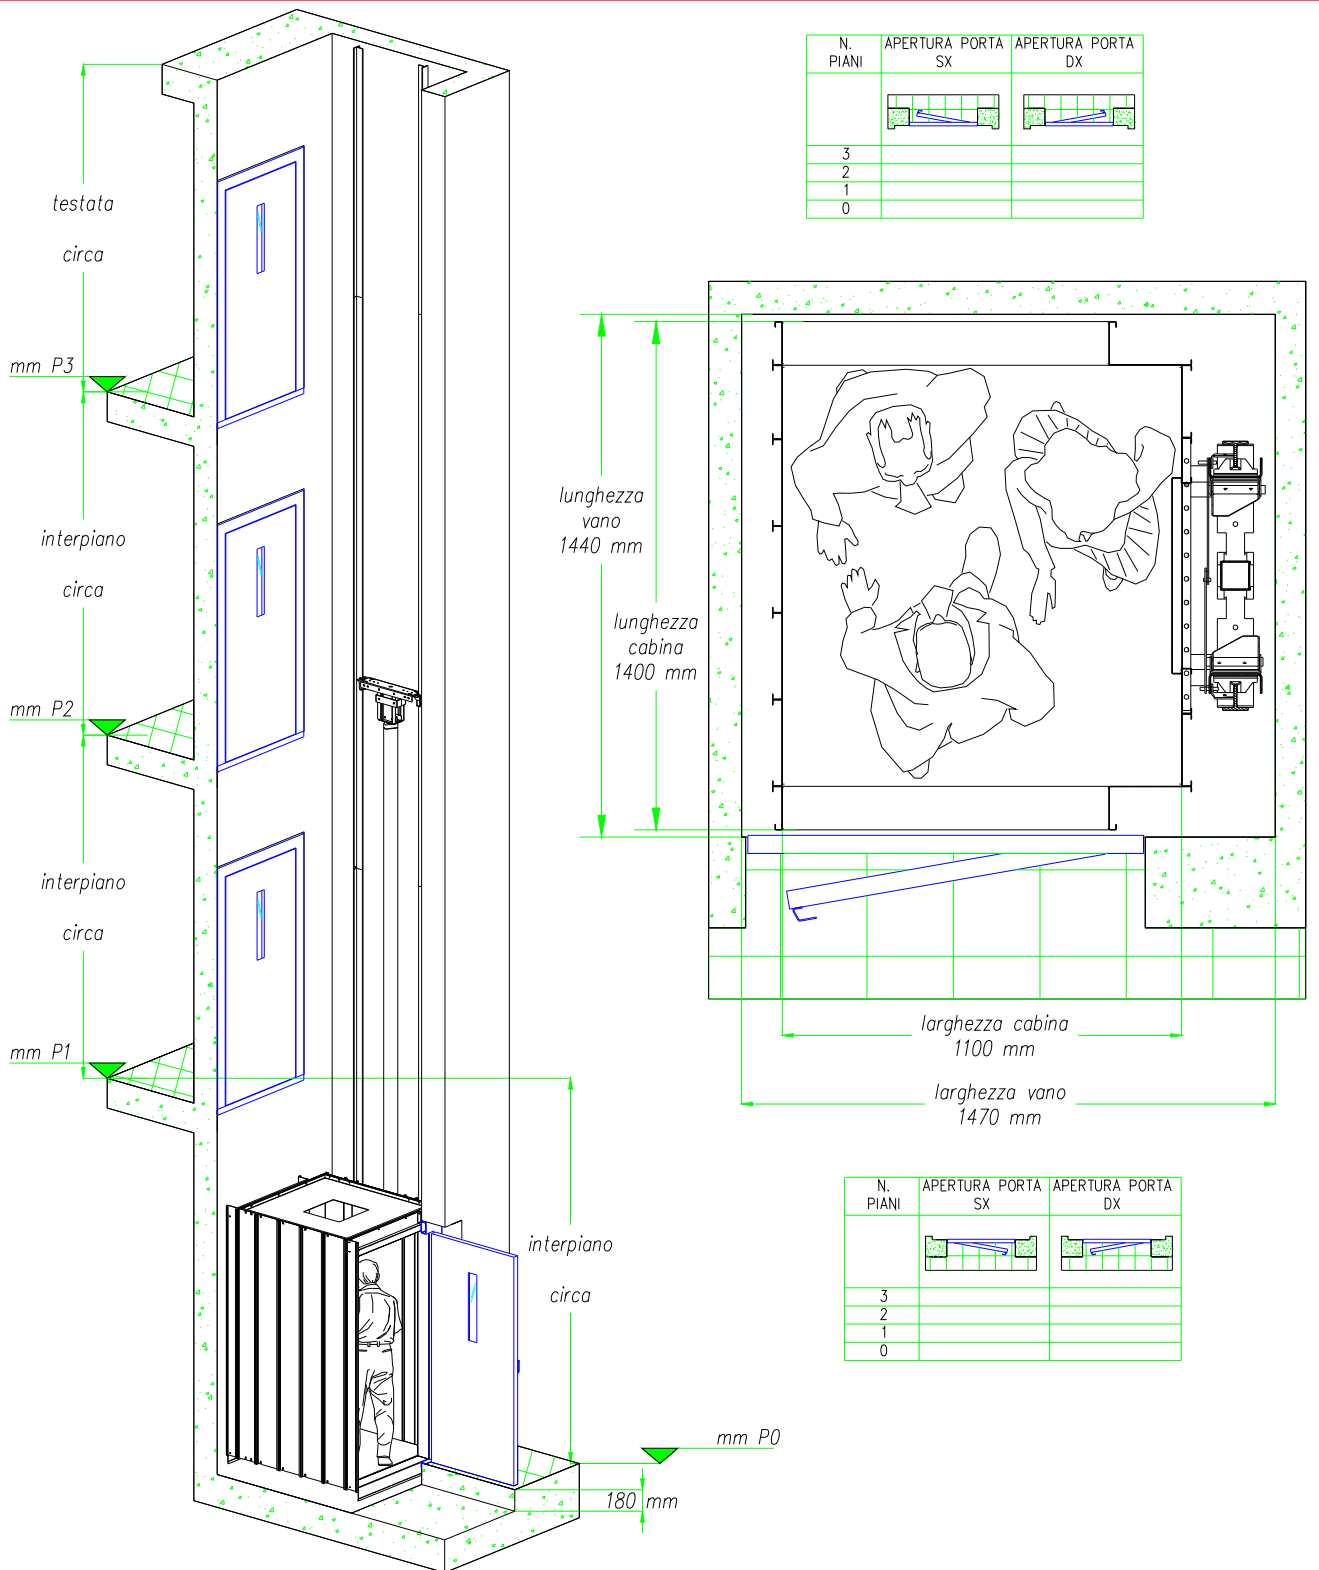 N. PIANI
APERTURA PORTA SX
APERTURA PORTA DX
3
2
1
0
testata
circa
mm P3
interpiano
circa
mm P2
interpiano
circa
mm P1
interpiano
circa
mm P0
180 mm
lunghezza
vano
1440 mm
lunghezza
cabina
1400 mm
larghezza cabina
1100 mm
larghezza vano
1470 mm
N. PIANI
APERTURA PORTA SX
APERTURA PORTA DX
3
2
1
0